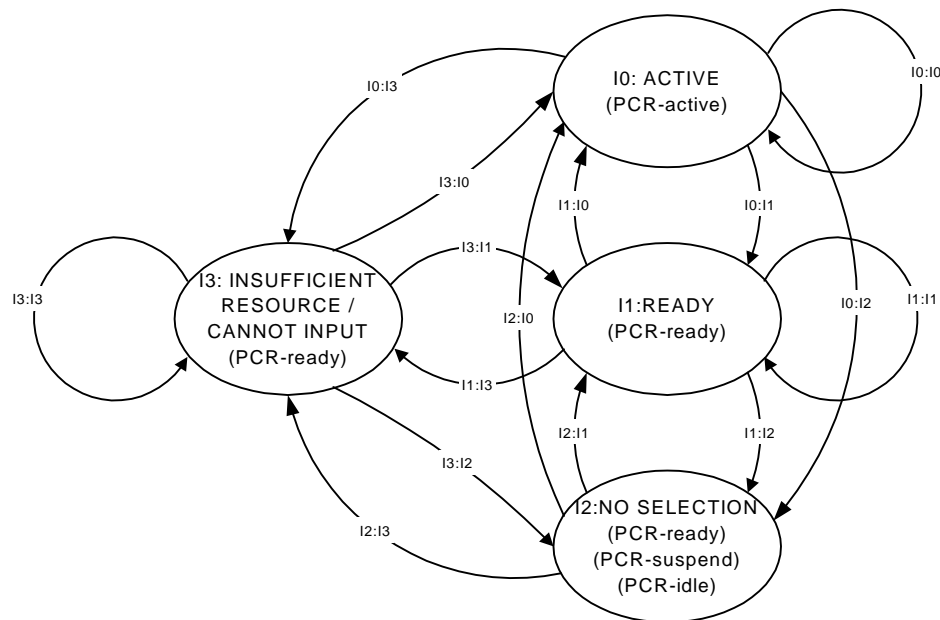 I0: ACTIVE
(PCR-active)
I0:I0
I0:I3
I3:I0
I1:I0
I0:I1
I3:I1
I3: INSUFFICIENT
RESOURCE /
CANNOT INPUT
(PCR-ready)
I3:I3
I1:READY
(PCR-ready)
I2:I0
I0:I2
I1:I1
I1:I3
I2:I1
I1:I2
I3:I2
I2:NO SELECTION
(PCR-ready)
(PCR-suspend)
(PCR-idle)
I2:I3